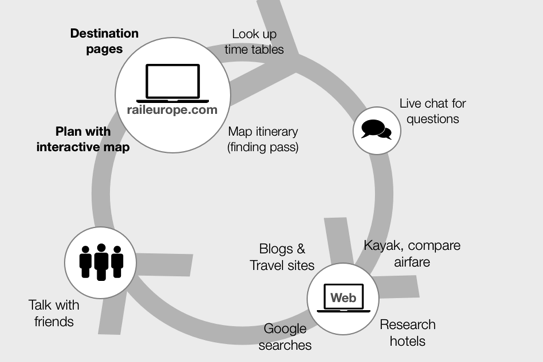 Destination
pages
Look up
time tables
raileurope.com
Plan with
interactive map
Map itinerary
(finding pass)
Live chat for
questions
Blogs &
Travel sites
Kayak, compare
airfare
Web
Talk with
friends
Google
searches
Research
hotels